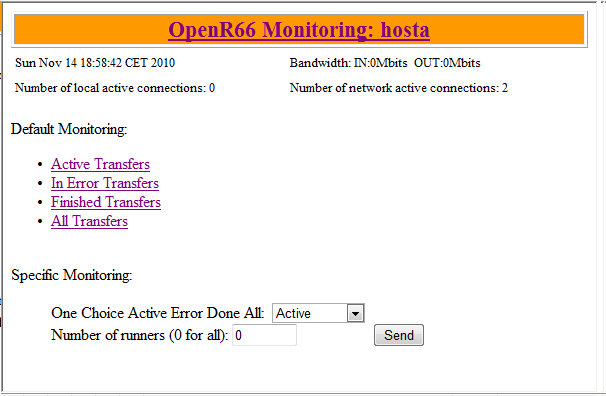 OpenR66 Monitoring: hosta
Sun Nov 14 18:58:42 CET 2010 Bandwidth: IN:0Mbits OUT:0Mbits
Number of local active connections: 0 Number of network active connections: 2
Default Monitoring:
Active Transfers
In Error Transfers
Finished Transfers
All Transfers
Specific Monitoring:
One Choice Active Error Done All: Active
Number of runners (0 for all): 0 Send